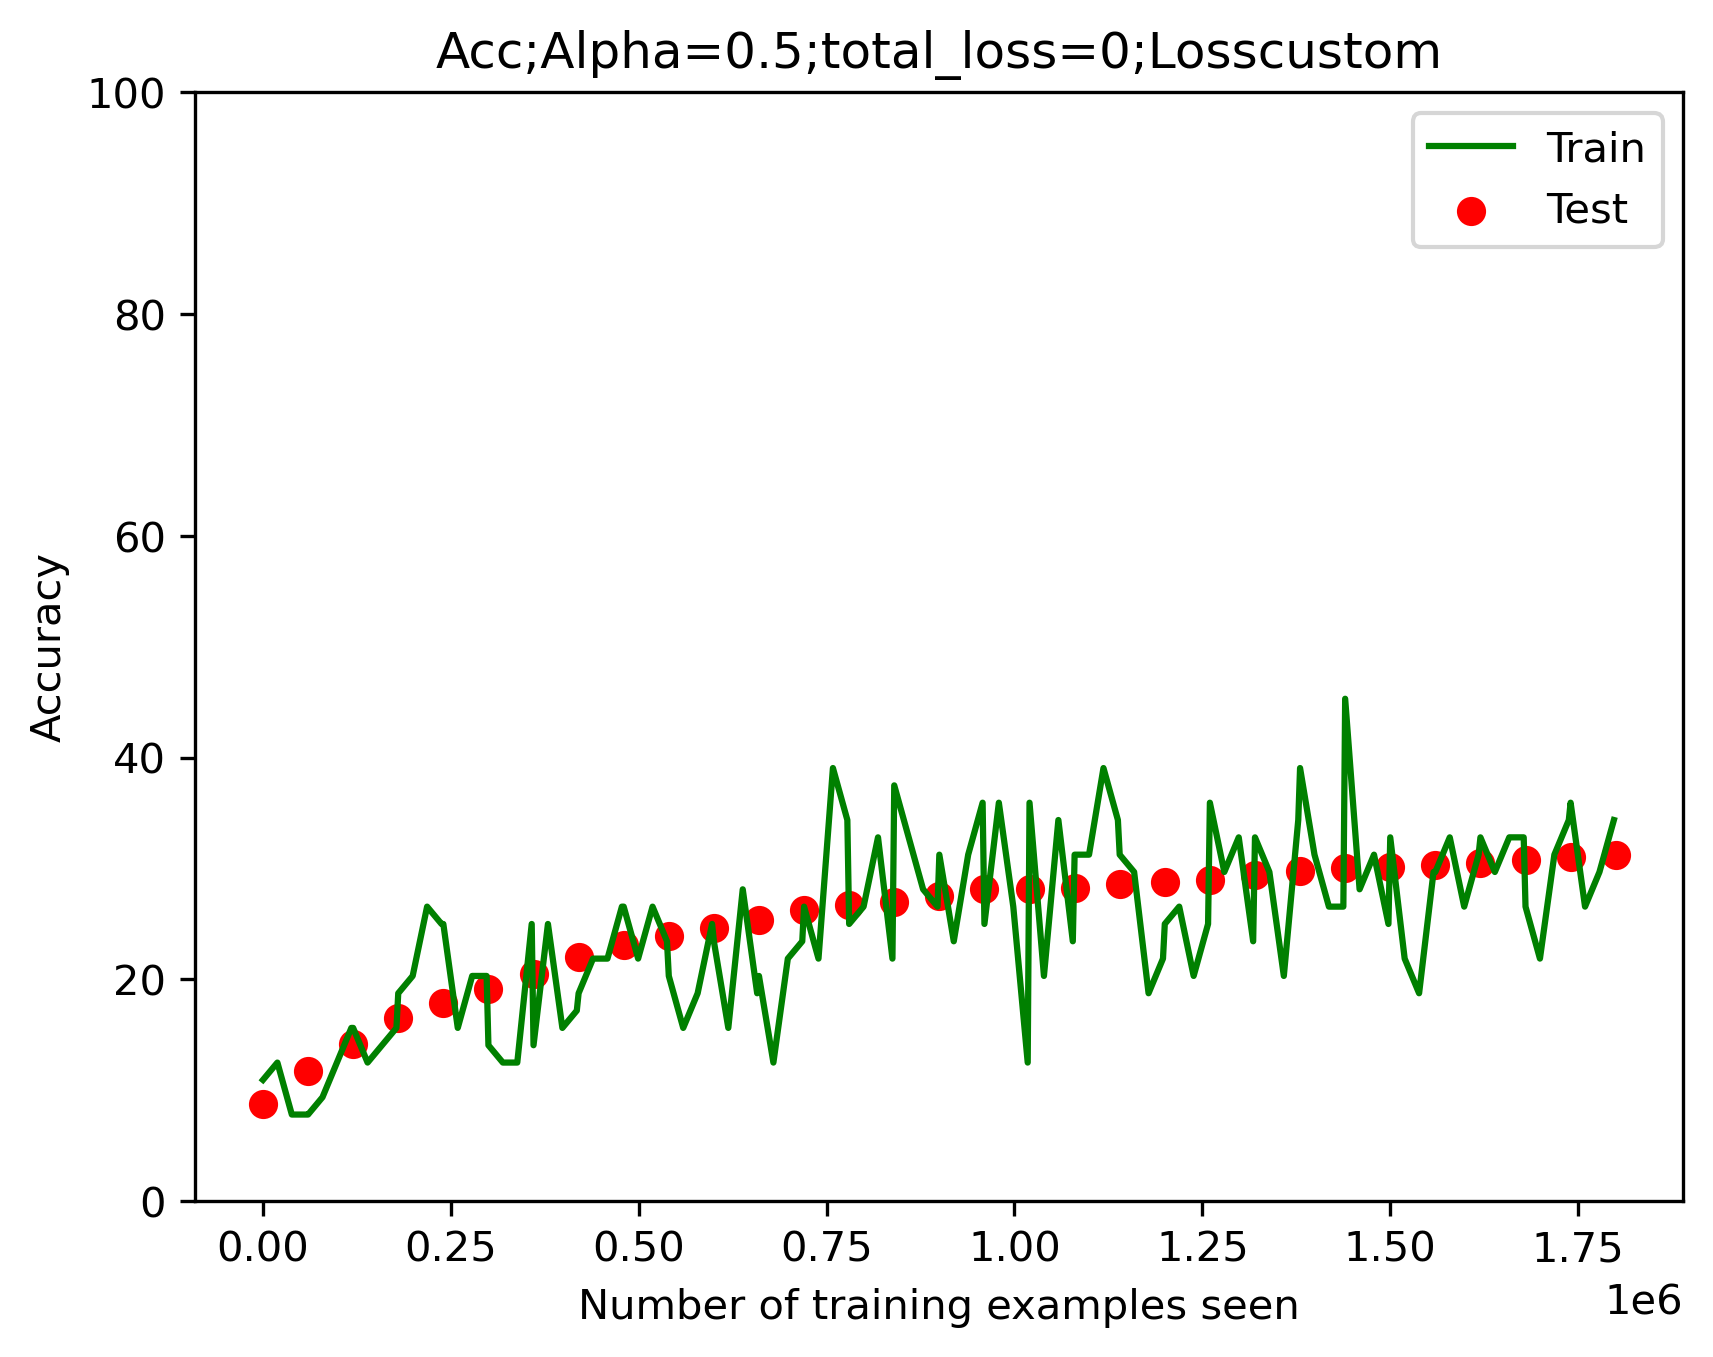 Acc;Alpha=0.5;total_loss=0;Losscustom
100
80
60
40
20
0
Accuracy
Train
Test
0.00 0.25 0.50 0.75 1.00 1.25 1.50 1.75
1e6
Number of training examples seen